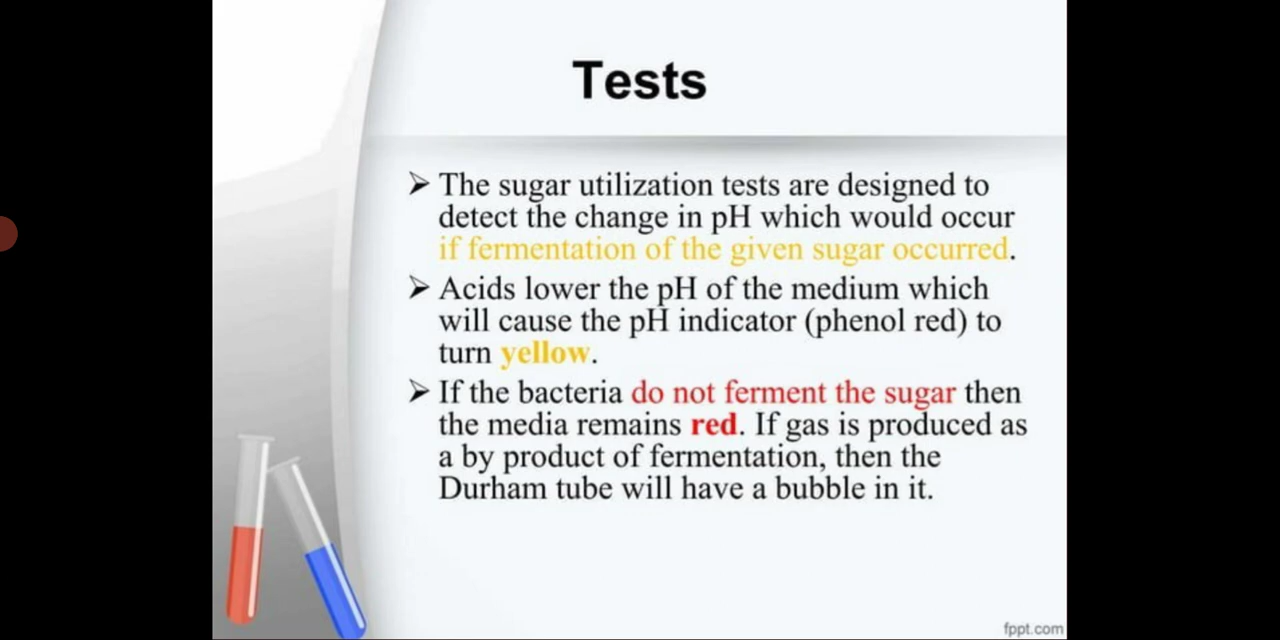 Tests
➢ The sugar utilization tests are designed to
detect the change in pH which would occur
if fermentation of the given sugar occurred.
➢ Acids lower the pH of the medium which
will cause the pH indicator (phenol red) to
turn yellow.
➢ If the bacteria do not ferment the sugar then
the media remains red. If gas is produced as
a by product of fermentation, then the
Durham tube will have a bubble in it.
fppt.com